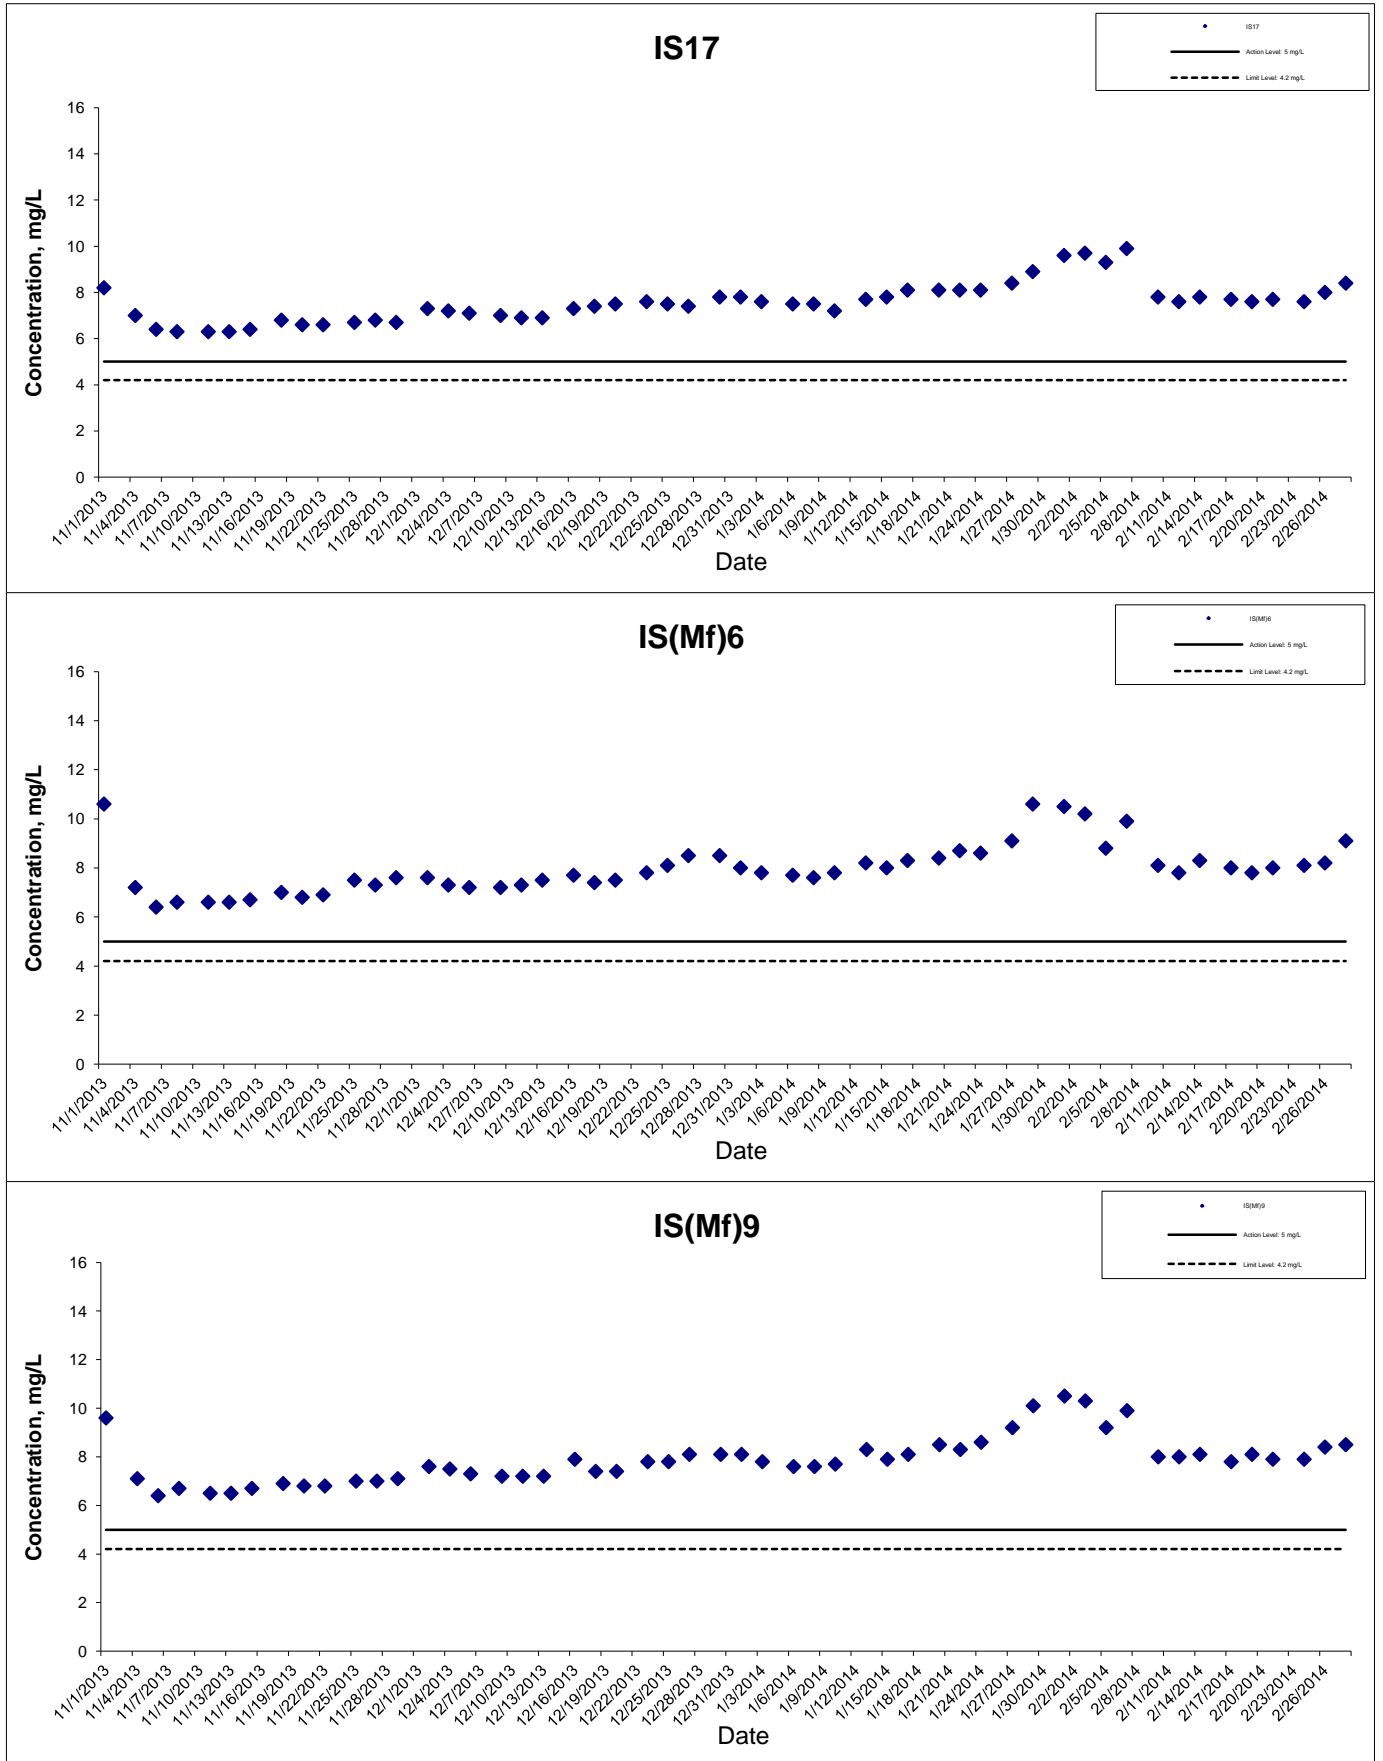 IS17
IS17
Action Level: 5 mg/L
Limit Level: 4.2 mg/L
Concentration, mg/L
16
14
12
10
8
6
4
2
0
11/1/2013 11/4/2013 11/7/2013 11/10/2013 11/13/2013 11/16/2013 11/19/2013 11/22/2013 11/25/2013 11/28/2013 12/1/2013 12/4/2013 12/7/2013 12/10/2013 12/13/2013 12/16/2013 12/19/2013 12/22/2013 12/25/2013 12/28/2013 12/31/2013 1/3/2014 1/6/2014 1/9/2014 1/12/2014 1/15/2014 1/18/2014 1/21/2014 1/24/2014 1/27/2014 1/30/2014 2/2/2014 2/5/2014 2/8/2014 2/11/2014 2/14/2014 2/17/2014 2/20/2014 2/23/2014 2/26/2014
Date
IS(Mf)6
IS(Mf)6
Action Level: 5 mg/L
Limit Level: 4.2 mg/L
Concentration, mg/L
16
14
12
10
8
6
4
2
0
11/1/2013 11/4/2013 11/7/2013 11/10/2013 11/13/2013 11/16/2013 11/19/2013 11/22/2013 11/25/2013 11/28/2013 12/1/2013 12/4/2013 12/7/2013 12/10/2013 12/13/2013 12/16/2013 12/19/2013 12/22/2013 12/25/2013 12/28/2013 12/31/2013 1/3/2014 1/6/2014 1/9/2014 1/12/2014 1/15/2014 1/18/2014 1/21/2014 1/24/2014 1/27/2014 1/30/2014 2/2/2014 2/5/2014 2/8/2014 2/11/2014 2/14/2014 2/17/2014 2/20/2014 2/23/2014 2/26/2014
Date
IS(Mf)9
IS(Mf)9
Action Level: 5 mg/L
Limit Level: 4.2 mg/L
Concentration, mg/L
16
14
12
10
8
6
4
2
0
11/1/2013 11/4/2013 11/7/2013 11/10/2013 11/13/2013 11/16/2013 11/19/2013 11/22/2013 11/25/2013 11/28/2013 12/1/2013 12/4/2013 12/7/2013 12/10/2013 12/13/2013 12/16/2013 12/19/2013 12/22/2013 12/25/2013 12/28/2013 12/31/2013 1/3/2014 1/6/2014 1/9/2014 1/12/2014 1/15/2014 1/18/2014 1/21/2014 1/24/2014 1/27/2014 1/30/2014 2/2/2014 2/5/2014 2/8/2014 2/11/2014 2/14/2014 2/17/2014 2/20/2014 2/23/2014 2/26/2014
Date